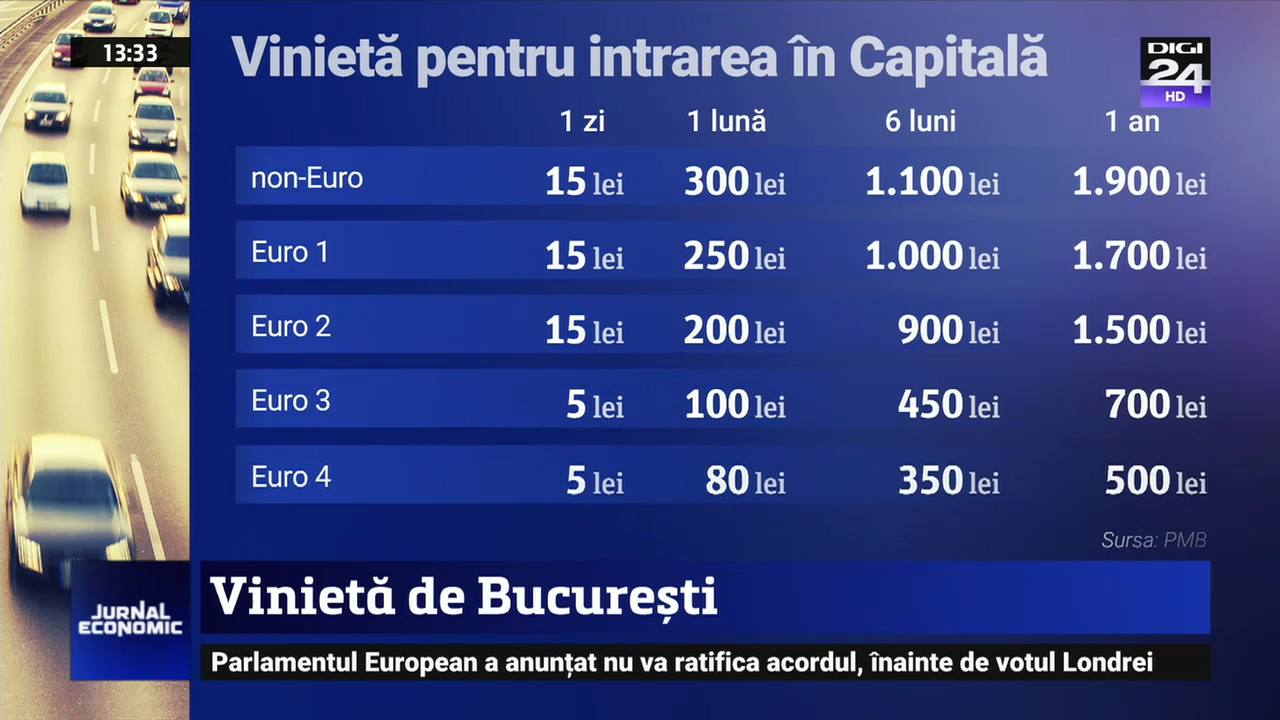 13:33
Vinietă pentru intrarea în Capitală
DIGI
24
HD
1 zi 1 lună 6 luni 1 an
non-Euro 15 lei 300 lei 1.100 lei 1.900 lei
Euro 1 15 lei 250 lei 1.000 lei 1.700 lei
Euro 2 15 lei 200 lei 900 lei 1.500 lei
Euro 3 5 lei 100 lei 450 lei 700 lei
Euro 4 5 lei 80 lei 350 lei 500 lei
Sursa: PMB
Vinietă de București
JURNAL
ECONOMIC
Parlamentul European a anunțat nu va ratifica acordul, înainte de votul Londrei